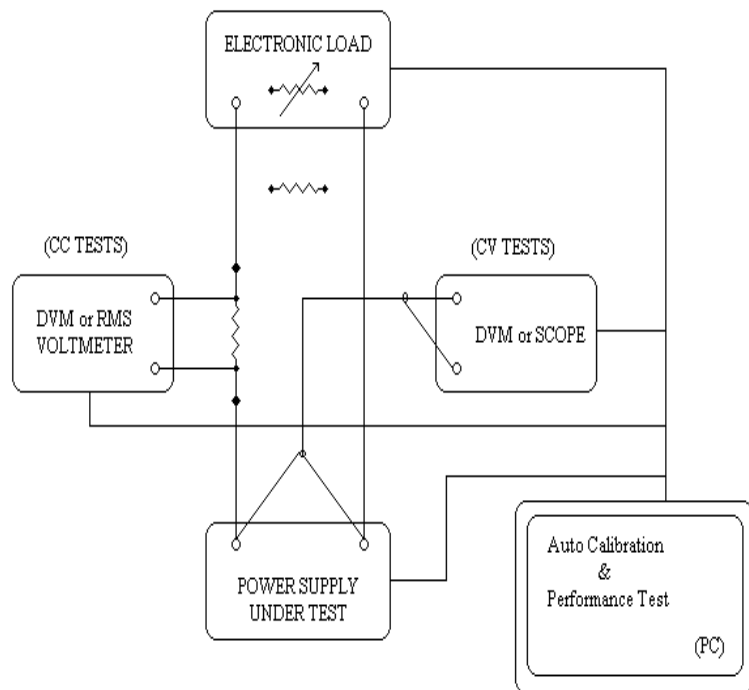 ELECTRONIC LOAD
(CC TESTS)
DVM or RMS
VOLTMETER
(CV TESTS)
DVM or SCOPE
POWER SUPPLY
UNDER TEST
Auto Calibration
&
Performance Test
(PC)